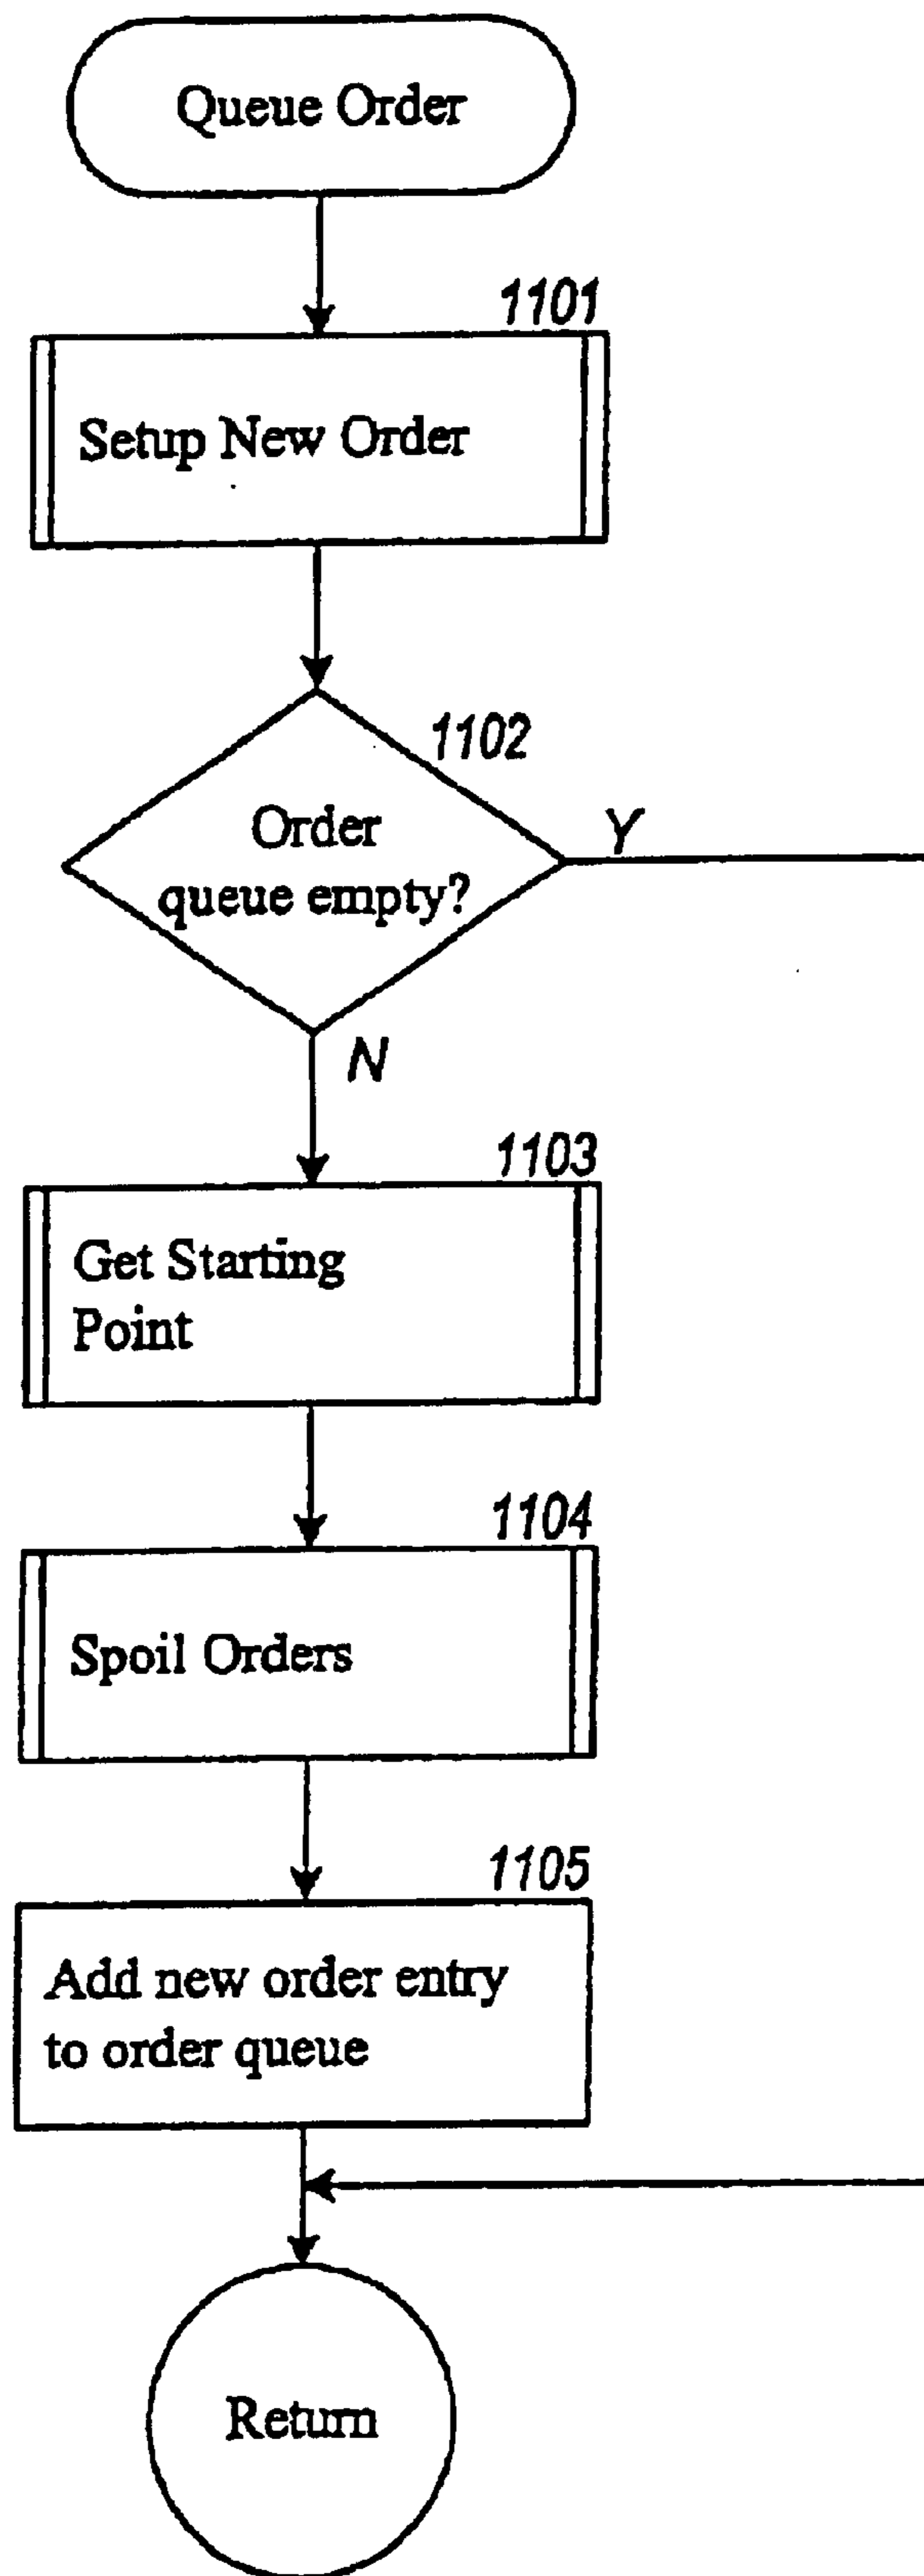 Queue Order
1101
Setup New Order
1102
Order
queue empty?
Y
N
1103
Get Starting
Point
1104
Spoil Orders
1105
Add new order entry
to order queue
Return